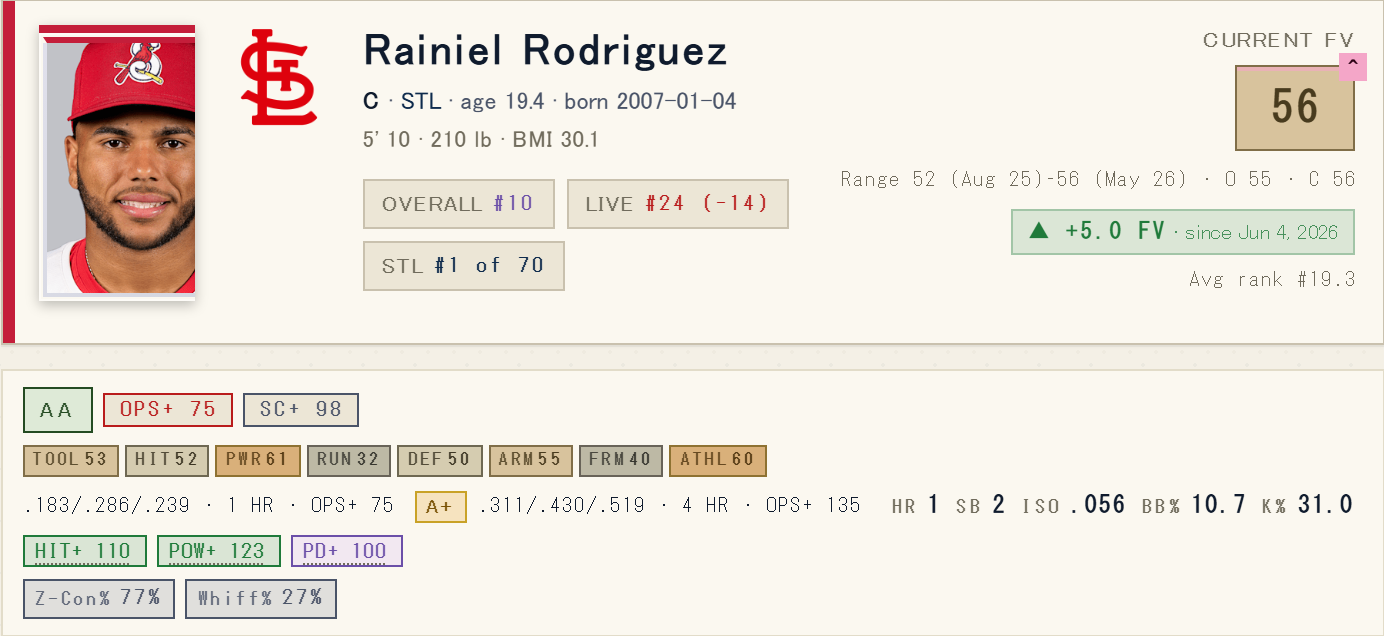 Rainiel Rodriguez
C · STL · age 19.4 · born 2007-01-04
5' 10 · 210 lb · BMI 30.1
OVERALL #10 LIVE #24 (-14)
STL #1 of 70
CURRENT FV
^
56
Range 52 (Aug 25)-56 (May 26) · O 55 · C 56
▲ +5.0 FV · since Jun 4, 2026
Avg rank #19.3
AA OPS+ 75 SC+ 98
TOOL 53 HIT 52 PWR 61 RUN 32 DEF 50 ARM 55 FRM 40 ATHL 60
.183/.286/.239 · 1 HR · OPS+ 75 A+ .311/.430/.519 · 4 HR · OPS+ 135 HR 1 SB 2 ISO .056 BB% 10.7 K% 31.0
HIT+ 110 POW+ 123 PD+ 100
Z-Con% 77% Whiff% 27%